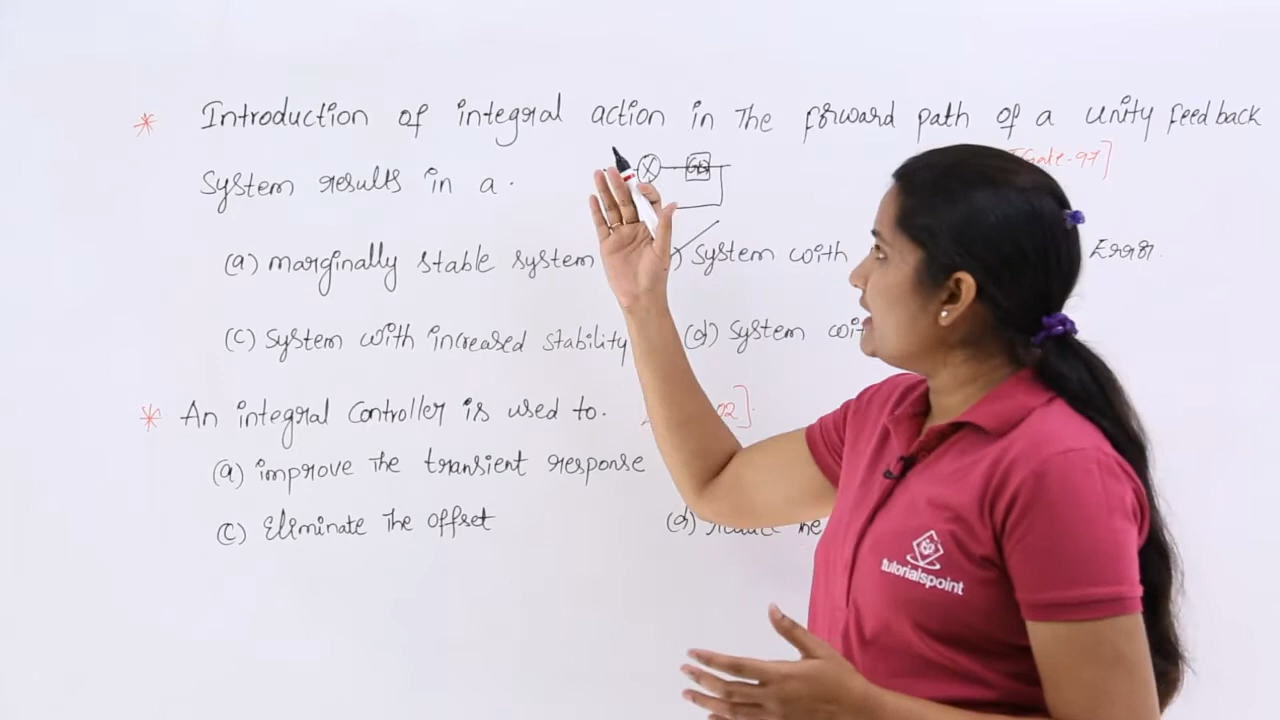 * Introduction of integral action in The forward path of a unity feedback
[Gate-97]
System results in a.
(a) marginally stable system ) System with Error.
(c) System with increased stability (d) System
* An integral Controller is used to. 02].
(a) improve The transient response
(c) Eliminate The offset (d) The
tutorialspoint